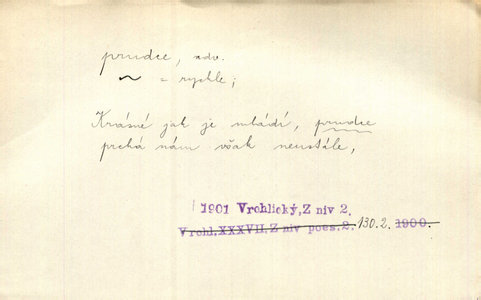 prudce, adv.
~ = rychle;
Krásné jak je mládí, prudce
prchá nám však neustále,
1901 Vrchlický, Z niv 2.
Vrchl. XXXVII, Z niv poes. 2. 130.2. 1900.